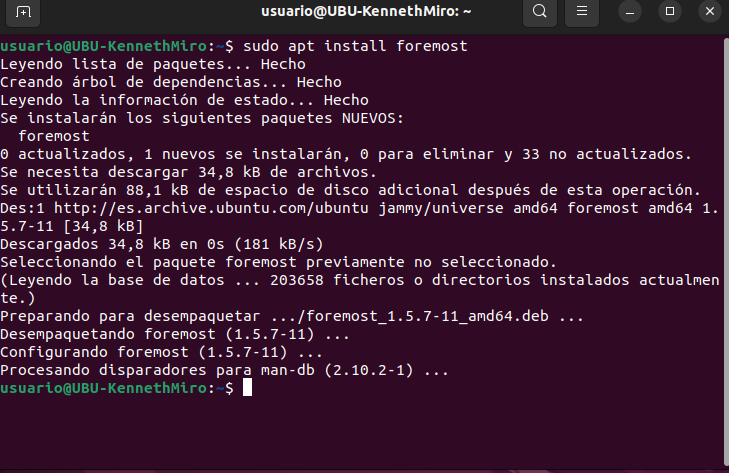 usuario@UBU-KennethMiro: ~
usuario@UBU-KennethMiro:~$ sudo apt install foremost
Leyendo lista de paquetes... Hecho
Creando árbol de dependencias... Hecho
Leyendo la información de estado... Hecho
Se instalarán los siguientes paquetes NUEVOS:
  foremost
0 actualizados, 1 nuevos se instalarán, 0 para eliminar y 33 no actualizados.
Se necesita descargar 34,8 kB de archivos.
Se utilizarán 88,1 kB de espacio de disco adicional después de esta operación.
Des:1 http://es.archive.ubuntu.com/ubuntu jammy/universe amd64 foremost amd64 1.
5.7-11 [34,8 kB]
Descargados 34,8 kB en 0s (181 kB/s)
Seleccionando el paquete foremost previamente no seleccionado.
(Leyendo la base de datos ... 203658 ficheros o directorios instalados actualmen
te.)
Preparando para desempaquetar .../foremost_1.5.7-11_amd64.deb ...
Desempaquetando foremost (1.5.7-11) ...
Configurando foremost (1.5.7-11) ...
Procesando disparadores para man-db (2.10.2-1) ...
usuario@UBU-KennethMiro:~$